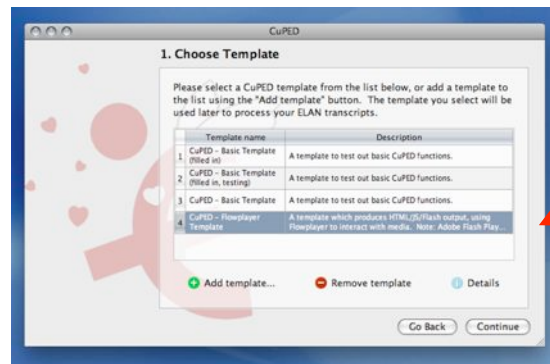 CuPED
1. Choose Template
Please select a CuPED template from the list below, or add a template to
the list using the "Add template" button. The template you select will be
used later to process your ELAN transcripts.
Template name Description
1 CuPED - Basic Template (filled in) A template to test out basic CuPED functions.
2 CuPED - Basic Template (filled in, testing) A template to test out basic CuPED functions.
3 CuPED - Basic Template A template to test out basic CuPED functions.
4 CuPED - Flowplayer Template A template which produces HTML/JS/Flash output, using Flowplayer to interact with media. Note: Adobe Flash Play...
Add template... Remove template Details
Go Back Continue